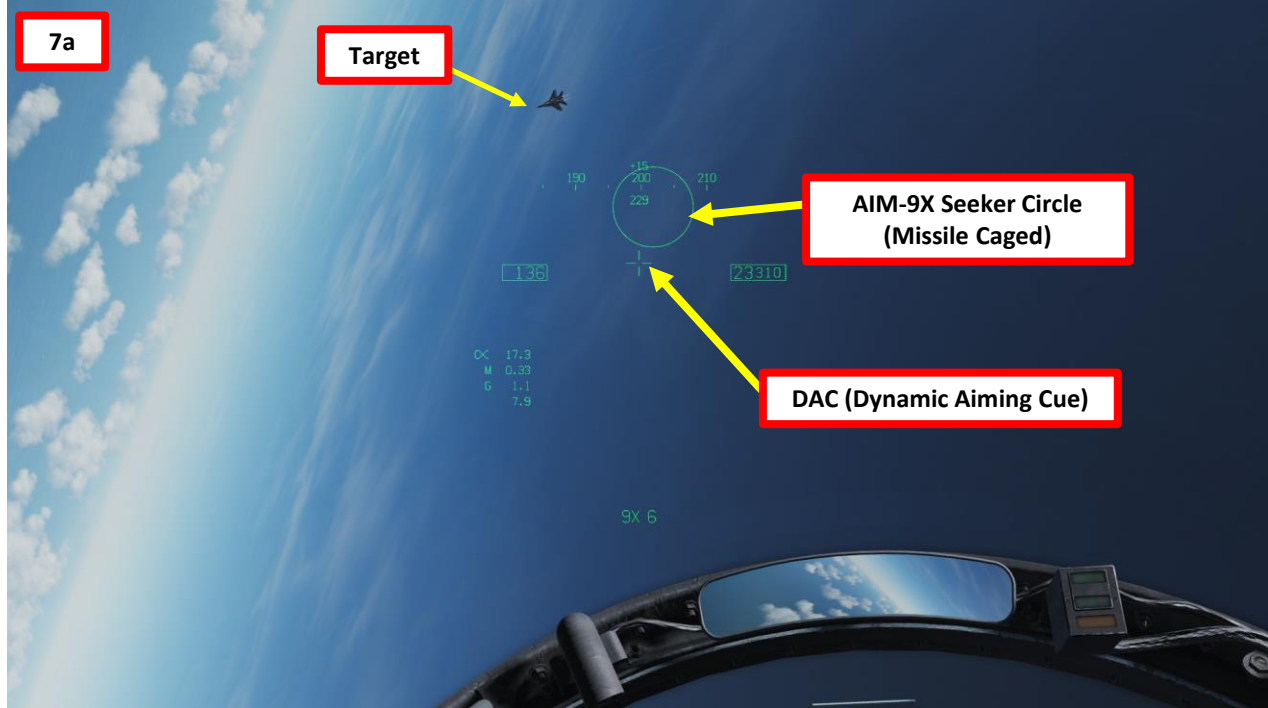 7a
Target
+15
190 200 210
229
AIM-9X Seeker Circle
(Missile Caged)
136
23310
α 17.3
M 0.33
G 1.1
7.9
DAC (Dynamic Aiming Cue)
9X 6